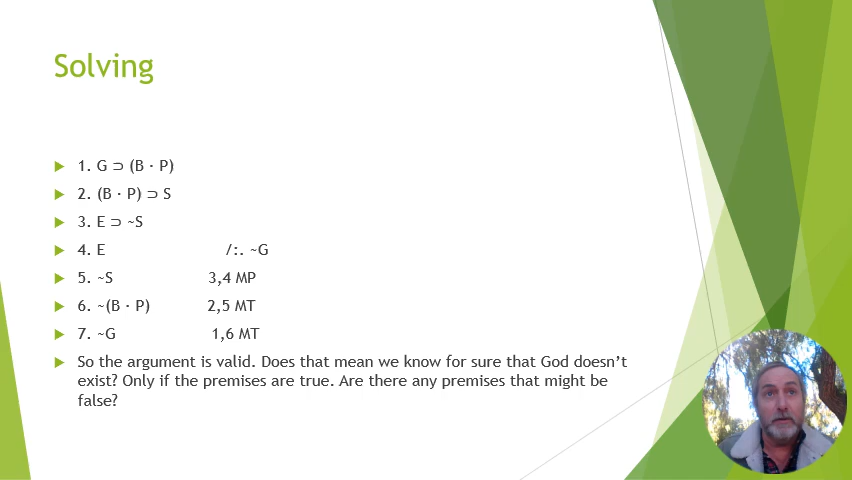 Solving
1. G ⊃ (B · P)
2. (B · P) ⊃ S
3. E ⊃ ~S
4. E /:. ~G
5. ~S 3,4 MP
6. ~(B · P) 2,5 MT
7. ~G 1,6 MT
So the argument is valid. Does that mean we know for sure that God doesn’t
exist? Only if the premises are true. Are there any premises that might be
false?